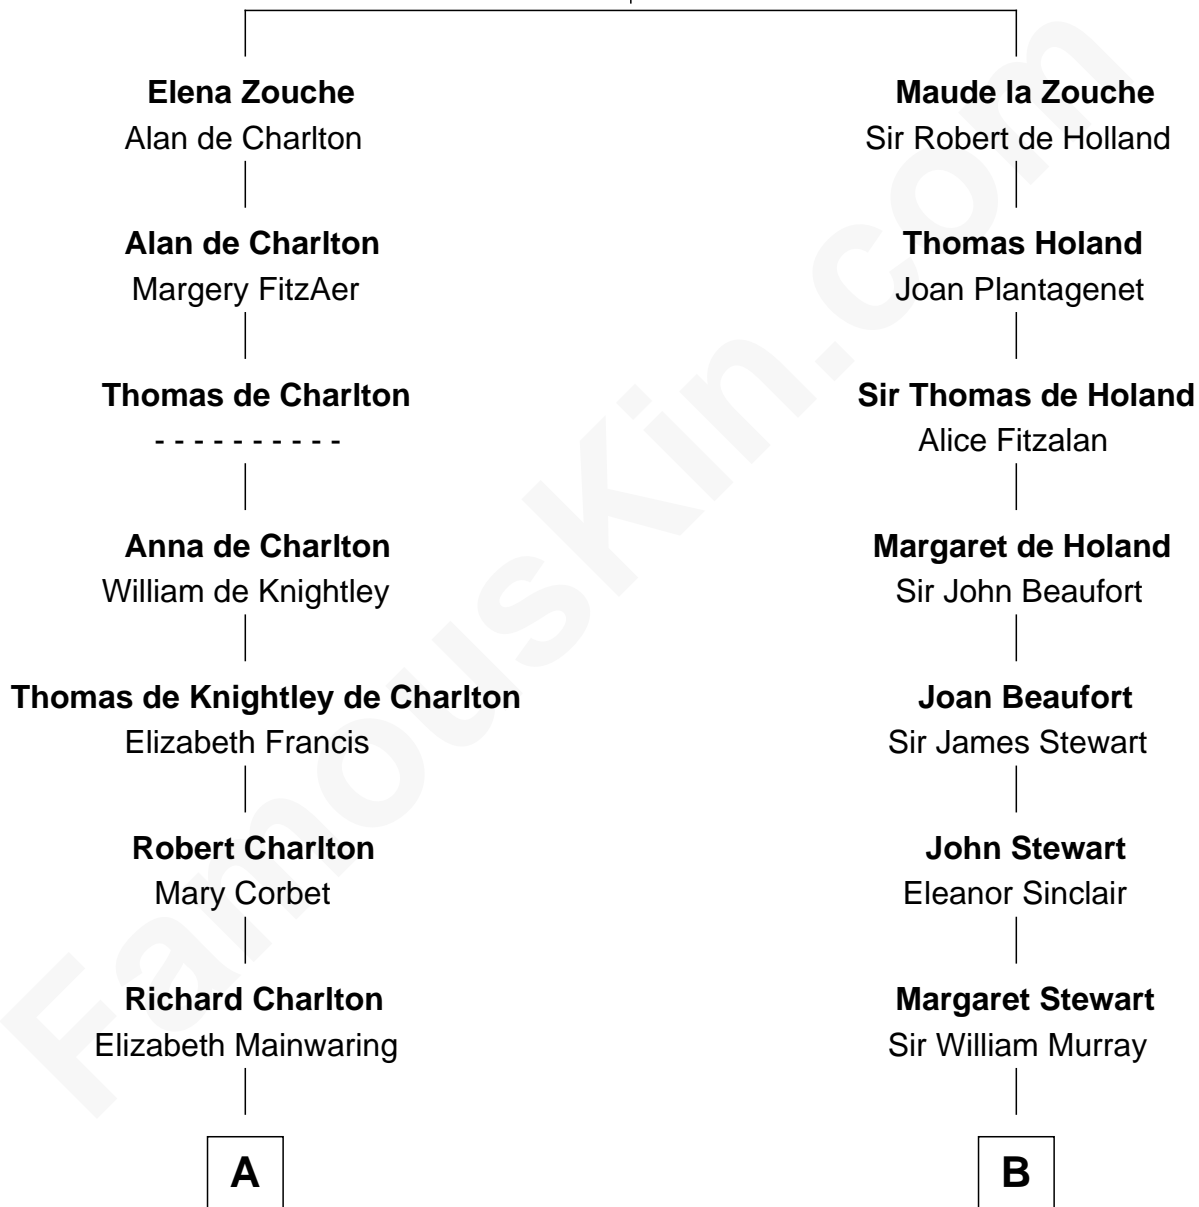 Elena Zouche
Alan de Charlton
Alan de Charlton
Margery FitzAer
Thomas de Charlton
- - - - - - - - - -
Anna de Charlton
William de Knightley
Thomas de Knightley de Charlton
Elizabeth Francis
Robert Charlton
Mary Corbet
Richard Charlton
Elizabeth Mainwaring
A
Maude la Zouche
Sir Robert de Holland
Thomas Holand
Joan Plantagenet
Sir Thomas de Holand
Alice Fitzalan
Margaret de Holand
Sir John Beaufort
Joan Beaufort
Sir James Stewart
John Stewart
Eleanor Sinclair
Margaret Stewart
Sir William Murray
B
FamousKin.com